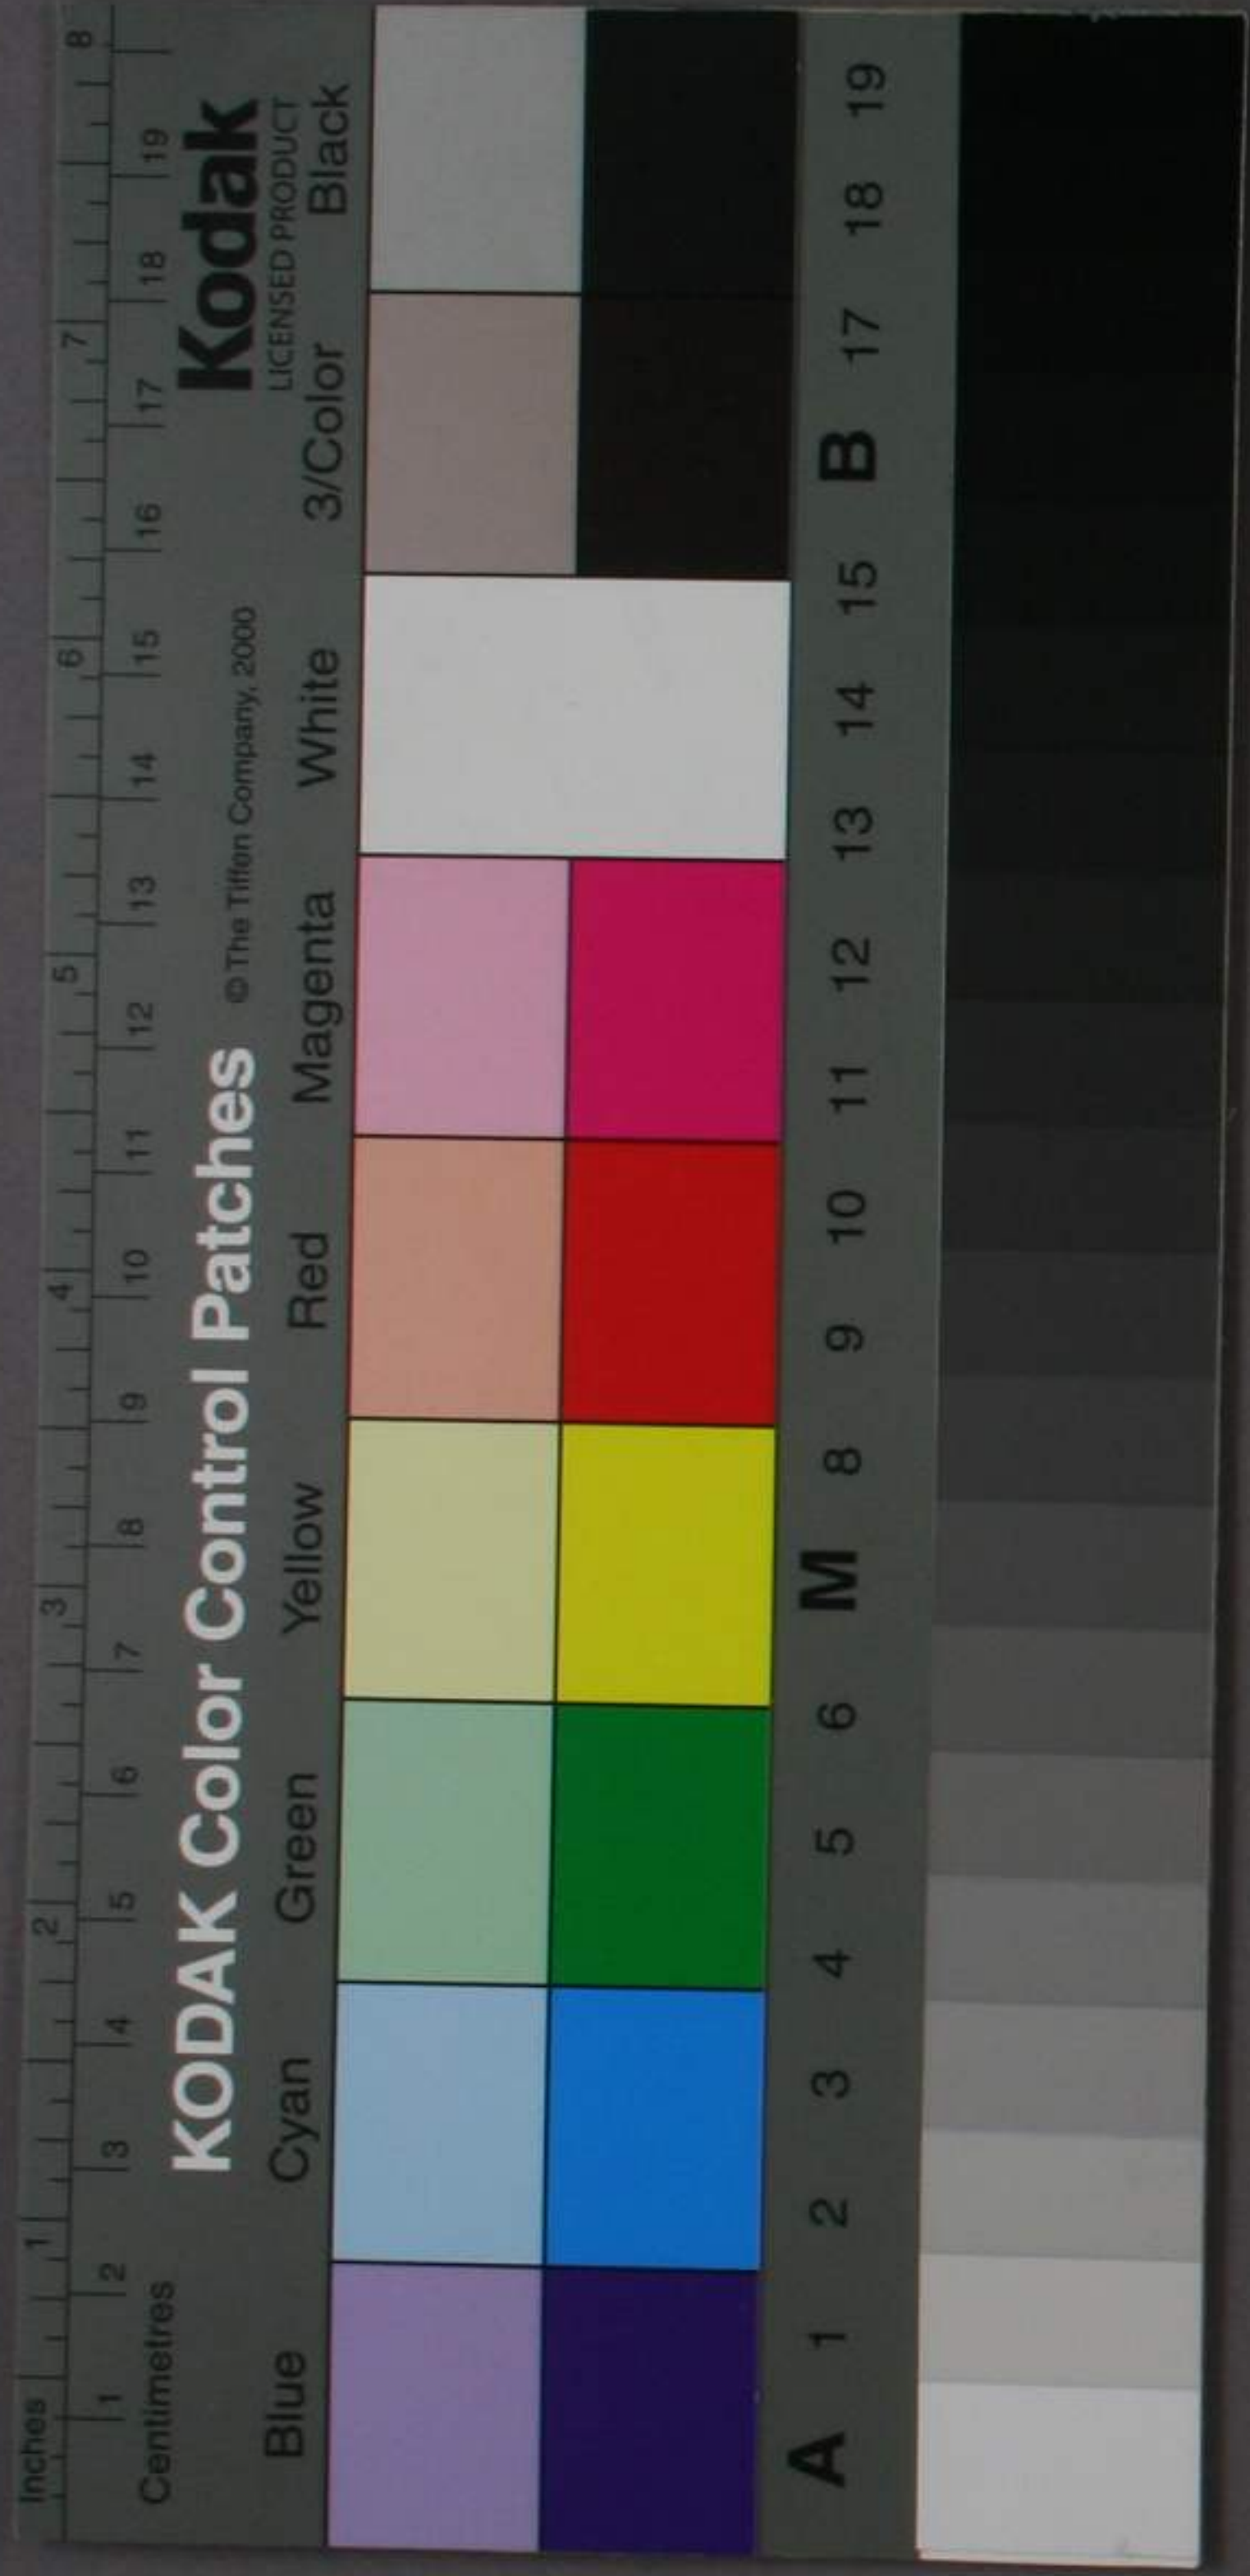 Inches 1 2 3 4 5 6 7 8
Centimetres 1 2 3 4 5 6 7 8 9 10 11 12 13 14 15 16 17 18 19
KODAK Color Control Patches © The Tiffen Company, 2000 Kodak
LICENSED PRODUCT
Blue Cyan Green Yellow Red Magenta White 3/Color Black
A 1 2 3 4 5 6 M 8 9 10 11 12 13 14 15 B 17 18 19